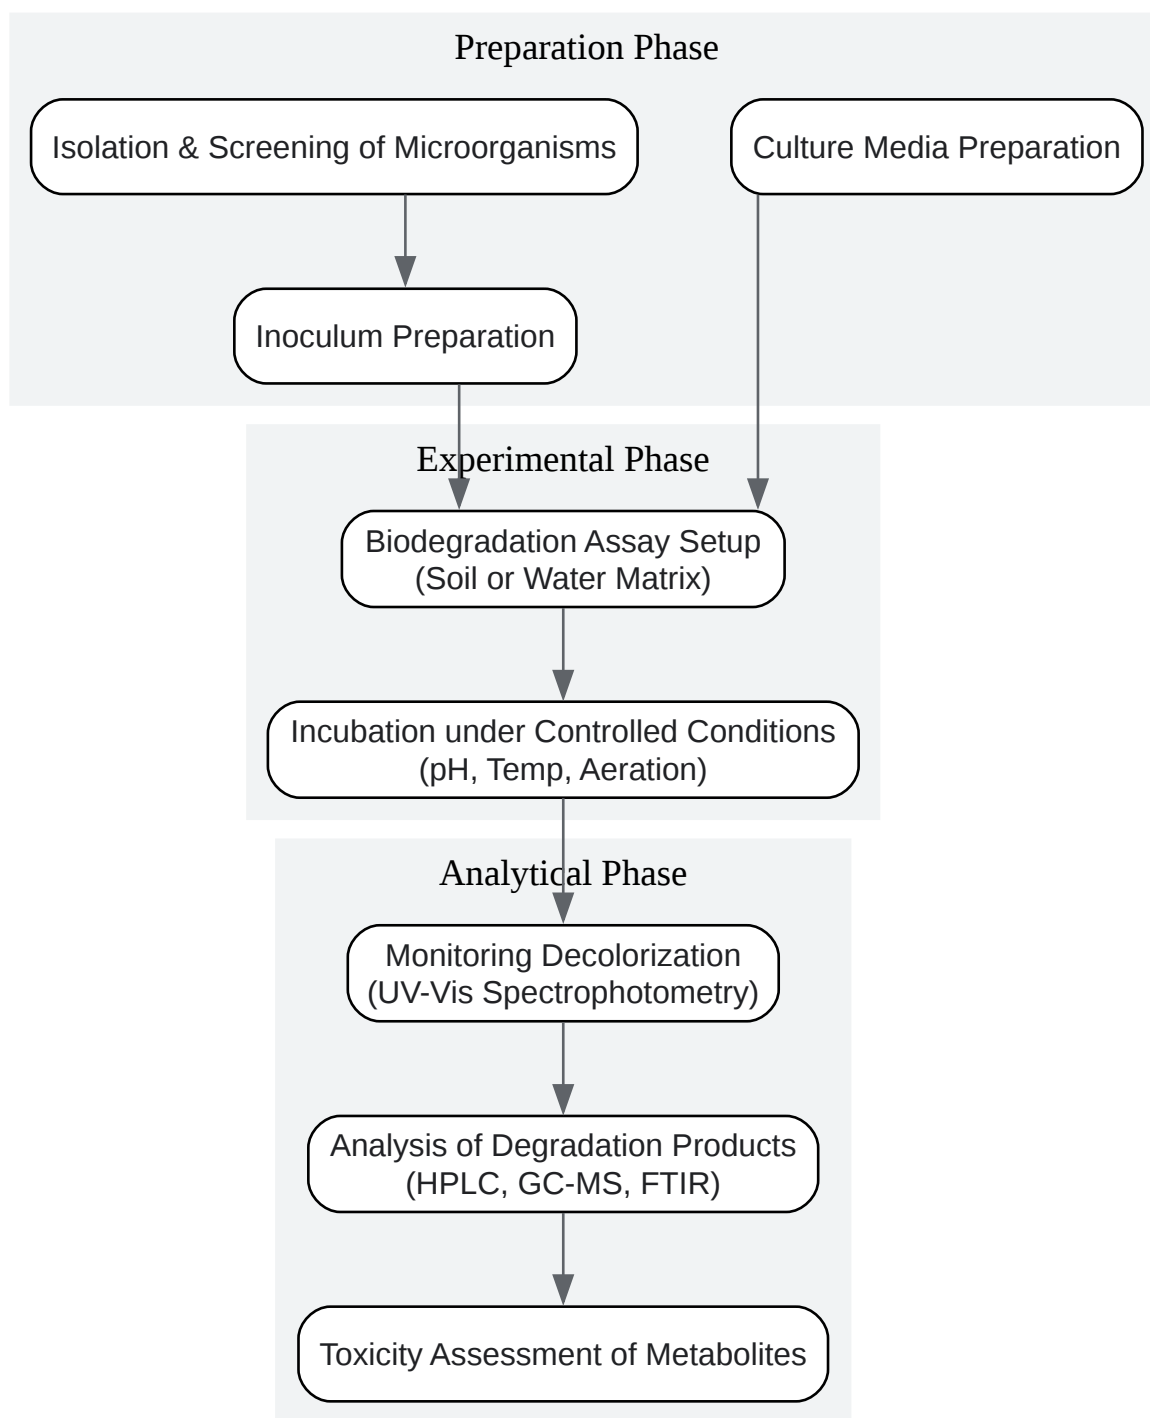 Preparation Phase
Isolation & Screening of Microorganisms
Culture Media Preparation
Inoculum Preparation
Experimental Phase
Biodegradation Assay Setup
(Soil or Water Matrix)
Incubation under Controlled Conditions
(pH, Temp, Aeration)
Analytical Phase
Monitoring Decolorization
(UV-Vis Spectrophotometry)
Analysis of Degradation Products
(HPLC, GC-MS, FTIR)
Toxicity Assessment of Metabolites